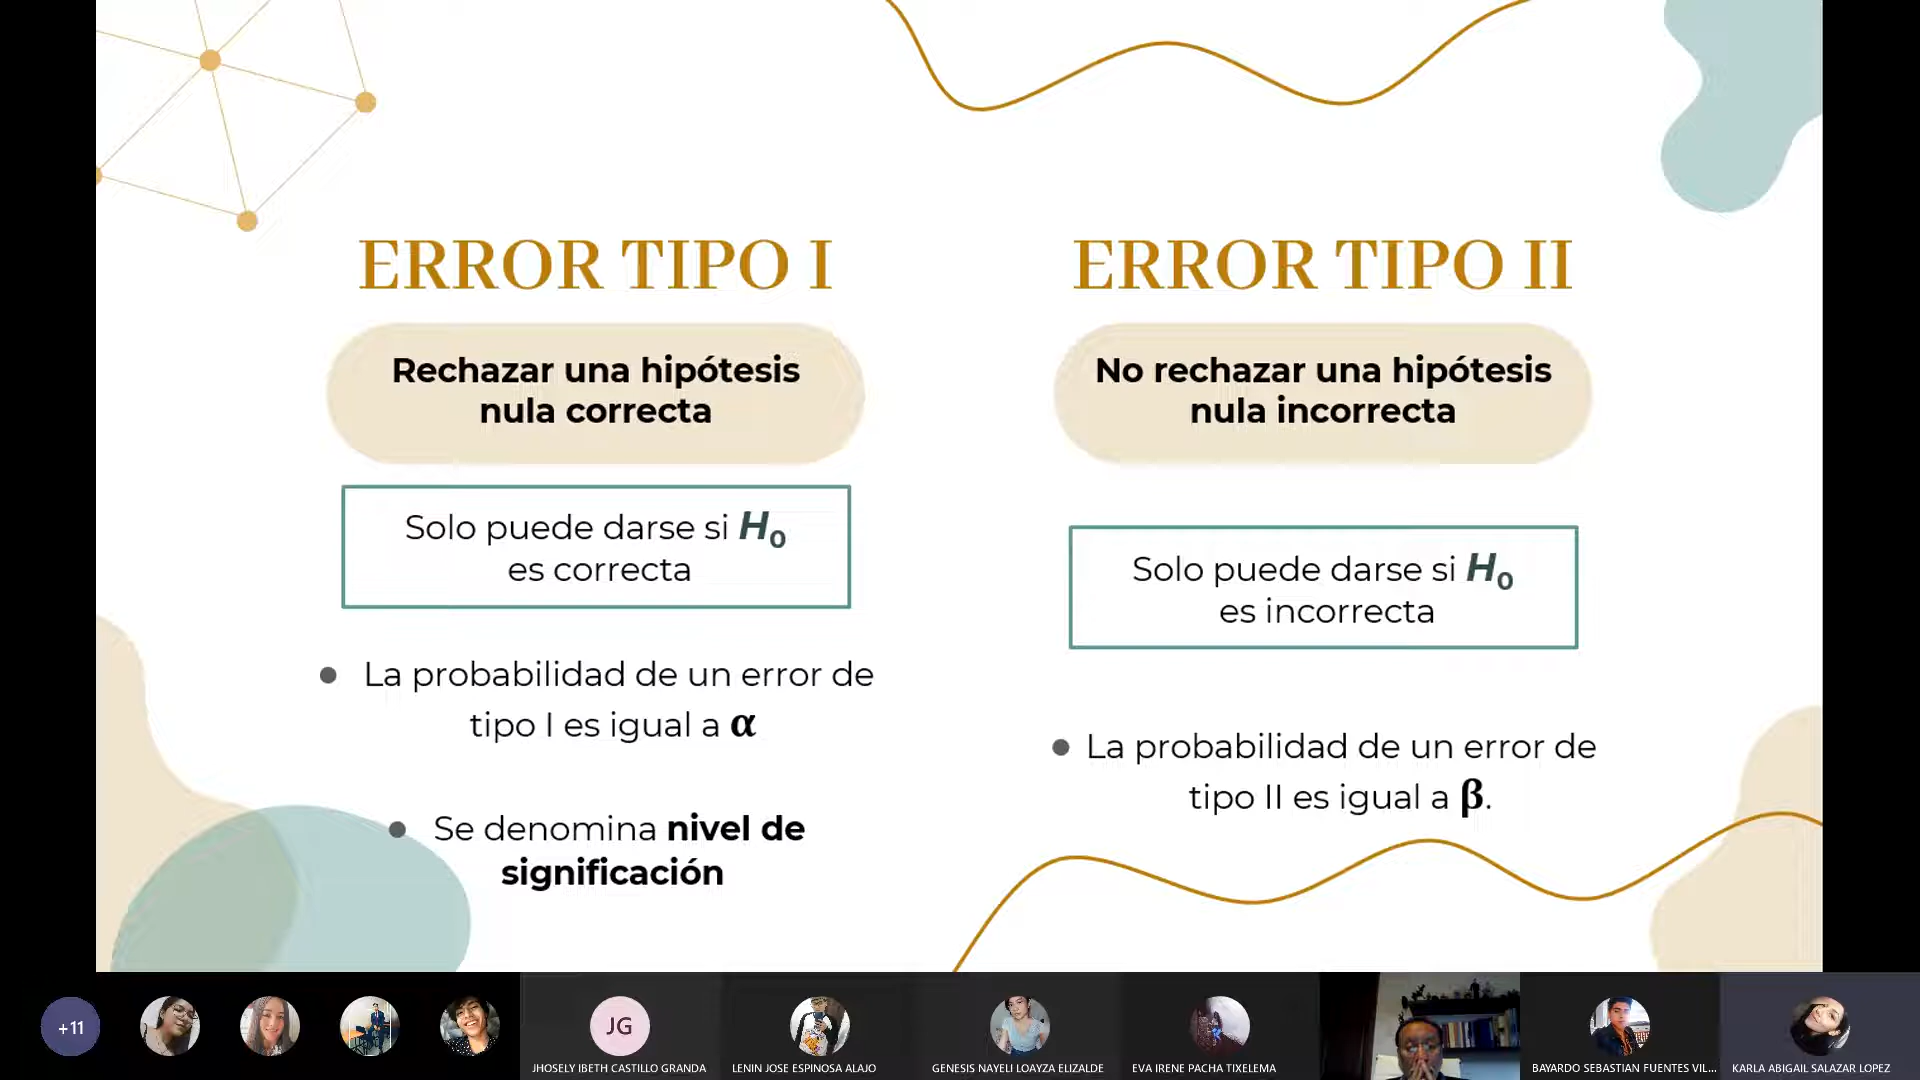 ERROR TIPO I
Rechazar una hipótesis
nula correcta
Solo puede darse si H₀
es correcta
● La probabilidad de un error de
tipo I es igual a α
● Se denomina nivel de
significación
ERROR TIPO II
No rechazar una hipótesis
nula incorrecta
Solo puede darse si H₀
es incorrecta
● La probabilidad de un error de
tipo II es igual a β.
+11
JG
JHOSELY IBETH CASTILLO GRANDA
LENIN JOSE ESPINOSA ALAJO
GENESIS NAYELI LOAYZA ELIZALDE
EVA IRENE PACHA TIXELEMA
BAYARDO SEBASTIAN FUENTES VIL...
KARLA ABIGAIL SALAZAR LOPEZ